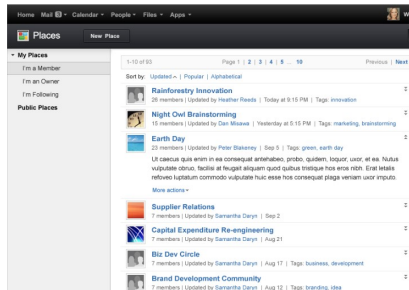 Home Mail 3 Calendar People Files Apps
Places New Place
My Places
I'm a Member
I'm an Owner
I'm Following
Public Places
1-10 of 93 Page 1 | 2 | 3 | 4 | 5 ... 10 Previous | Next
Sort by: Updated | Popular | Alphabetical
Rainforestry Innovation
26 members | Updated by Heather Reeds | Today at 9:15 PM | Tags: innovation
Night Owl Brainstorming
15 members | Updated by Dan Misawa | Yesterday at 5:15 PM | Tags: marketing, brainstorming
Earth Day
23 members | Updated by Peter Blakeney | Sep 5 | Tags: green, earth day
Ut caecus quis enim in ea consequat antehabeo, probo, quidem, loquor, uxor, et ea. Nutus
vulputate obruo, facilisi at feugait aliquam quod quibus tristique hos eros nibh. Erat letalis
refoveo luptatum commodo vulputate huic esse hos consequat plaga veniam uxor imputo.
More actions
Supplier Relations
7 members | Updated by Samantha Daryn | Sep 2
Capital Expenditure Re-engineering
7 members | Updated by Samantha Daryn | Aug 21
Biz Dev Circle
7 members | Updated by Samantha Daryn | Aug 17 | Tags: business, development
Brand Development Community
7 members | Updated by Samantha Daryn | Aug 12 | Tags: branding, idea